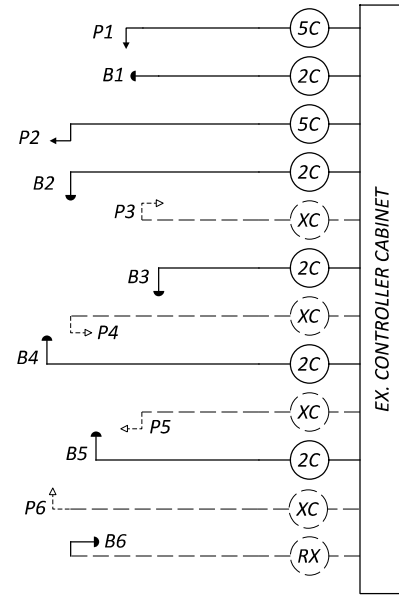 P1 5C
B1 2C
5C
P2
2C
B2
P3 XC
B3 2C
XC
P4
B4 2C
XC
P5
B5 2C
P6 XC
B6 RX
EX. CONTROLLER CABINET